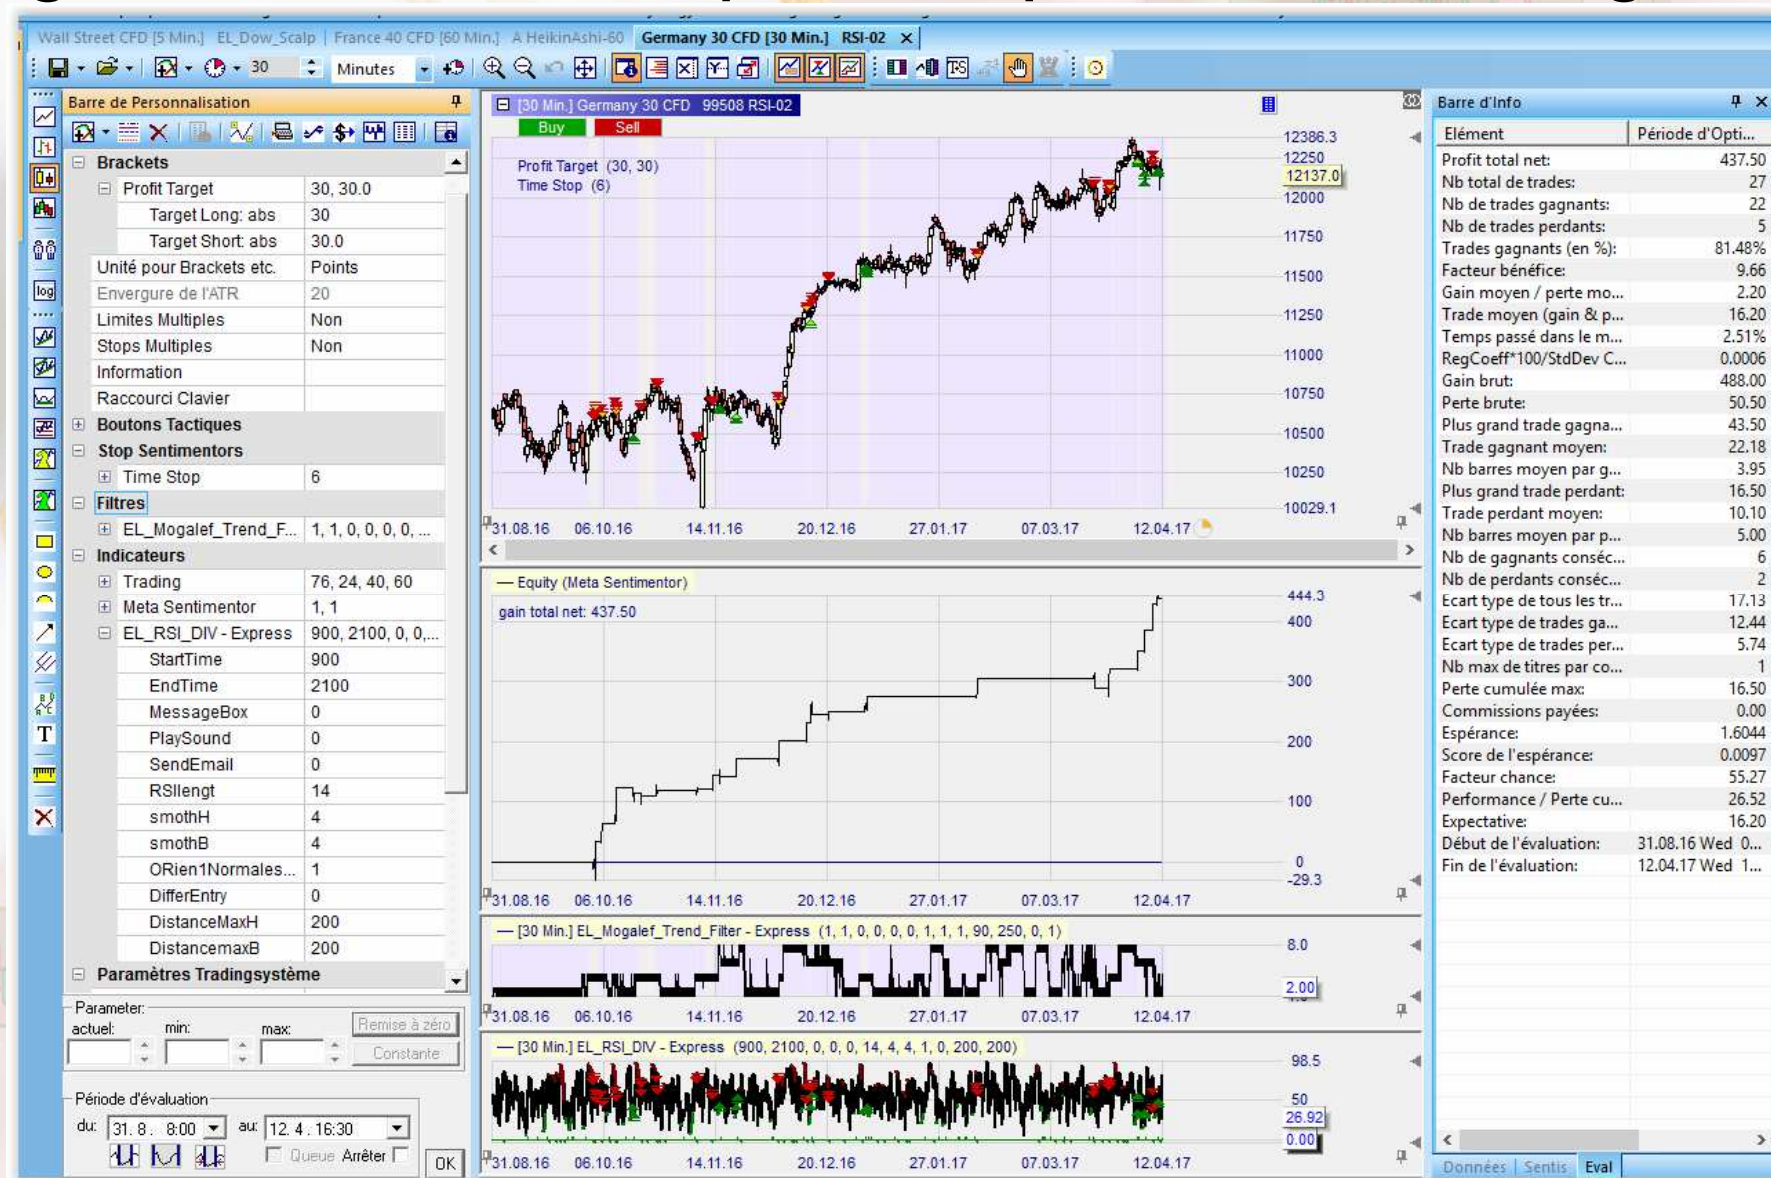 Wall Street CFD [5 Min.] EL_Dow_Scalp
France 40 CFD [60 Min.] A HeikinAshi-60
Germany 30 CFD [30 Min.] RSI-02
30 Minutes
TS
Barre de Personnalisation
Brackets
Profit Target 30, 30.0
Target Long: abs 30
Target Short: abs 30.0
Unité pour Brackets etc. Points
Envergure de l'ATR 20
Limites Multiples Non
Stops Multiples Non
Information
Raccourci Clavier
Boutons Tactiques
Stop Sentimentors
Time Stop 6
Filtres
EL_Mogalef_Trend_F... 1, 1, 0, 0, 0, 0, ...
Indicateurs
Trading 76, 24, 40, 60
Meta Sentimentor 1, 1
EL_RSI_DIV - Express 900, 2100, 0, 0,...
StartTime 900
EndTime 2100
MessageBox 0
PlaySound 0
SendEmail 0
RSIlengt 14
smothH 4
smothB 4
ORien1Normales... 1
DifferEntry 0
DistanceMaxH 200
DistancemaxB 200
Paramètres Tradingsystème
Parameter:
actuel: min: max:
Remise à zéro
Constante
Période d'évaluation
du: 31. 8. 8:00 au: 12. 4. 16:30
Queue Arrêter
OK
log
T
[30 Min.] Germany 30 CFD 99508 RSI-02
Buy Sell
Profit Target (30, 30)
Time Stop (6)
12386.3
12250
12137.0
12000
11750
11500
11250
11000
10750
10500
10250
10029.1
31.08.16 06.10.16 14.11.16 20.12.16 27.01.17 07.03.17 12.04.17
Equity (Meta Sentimentor)
gain total net: 437.50
444.3
400
300
200
100
0
-29.3
31.08.16 06.10.16 14.11.16 20.12.16 27.01.17 07.03.17 12.04.17
[30 Min.] EL_Mogalef_Trend_Filter - Express (1, 1, 0, 0, 0, 0, 1, 1, 1, 90, 250, 0, 1)
8.0
2.00
31.08.16 06.10.16 14.11.16 20.12.16 27.01.17 07.03.17 12.04.17
[30 Min.] EL_RSI_DIV - Express (900, 2100, 0, 0, 0, 14, 4, 4, 1, 0, 200, 200)
98.5
50
26.92
0.00
31.08.16 06.10.16 14.11.16 20.12.16 27.01.17 07.03.17 12.04.17
Barre d'Info
Elément Période d'Opti...
Profit total net: 437.50
Nb total de trades: 27
Nb de trades gagnants: 22
Nb de trades perdants: 5
Trades gagnants (en %): 81.48%
Facteur bénéfice: 9.66
Gain moyen / perte mo... 2.20
Trade moyen (gain & p... 16.20
Temps passé dans le m... 2.51%
RegCoeff*100/StdDev C... 0.0006
Gain brut: 488.00
Perte brute: 50.50
Plus grand trade gagna... 43.50
Trade gagnant moyen: 22.18
Nb barres moyen par g... 3.95
Plus grand trade perdant: 16.50
Trade perdant moyen: 10.10
Nb barres moyen par p... 5.00
Nb de gagnants conséc... 6
Nb de perdants conséc... 2
Ecart type de tous les tr... 17.13
Ecart type de trades ga... 12.44
Ecart type de trades per... 5.74
Nb max de titres par co... 1
Perte cumulée max: 16.50
Commissions payées: 0.00
Espérance: 1.6044
Score de l'espérance: 0.0097
Facteur chance: 55.27
Performance / Perte cu... 26.52
Expectative: 16.20
Début de l'évaluation: 31.08.16 Wed 0...
Fin de l'évaluation: 12.04.17 Wed 1...
Données Sentis Eval